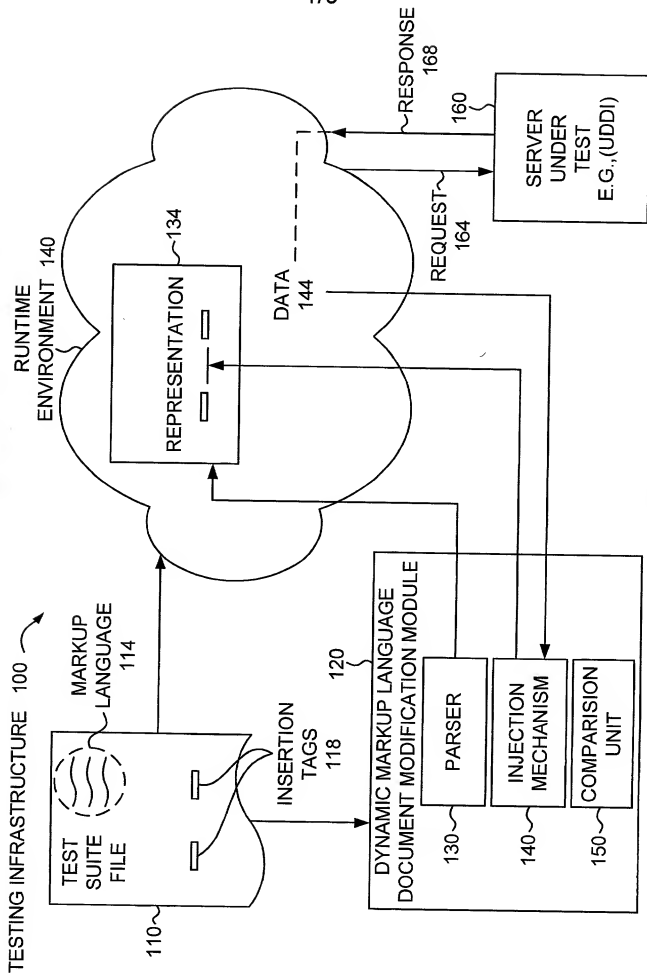 TESTING INFRASTRUCTURE 100
TEST
SUITE
FILE
MARKUP
LANGUAGE
114
110
INSERTION
TAGS
118
RUNTIME
ENVIRONMENT 140
REPRESENTATION
134
DATA
144
DYNAMIC MARKUP LANGUAGE
DOCUMENT MODIFICATION MODULE
120
PARSER
130
INJECTION
MECHANISM
140
COMPARISION
UNIT
150
REQUEST
164
RESPONSE
168
160
SERVER
UNDER
TEST
E.G.,(UDDI)